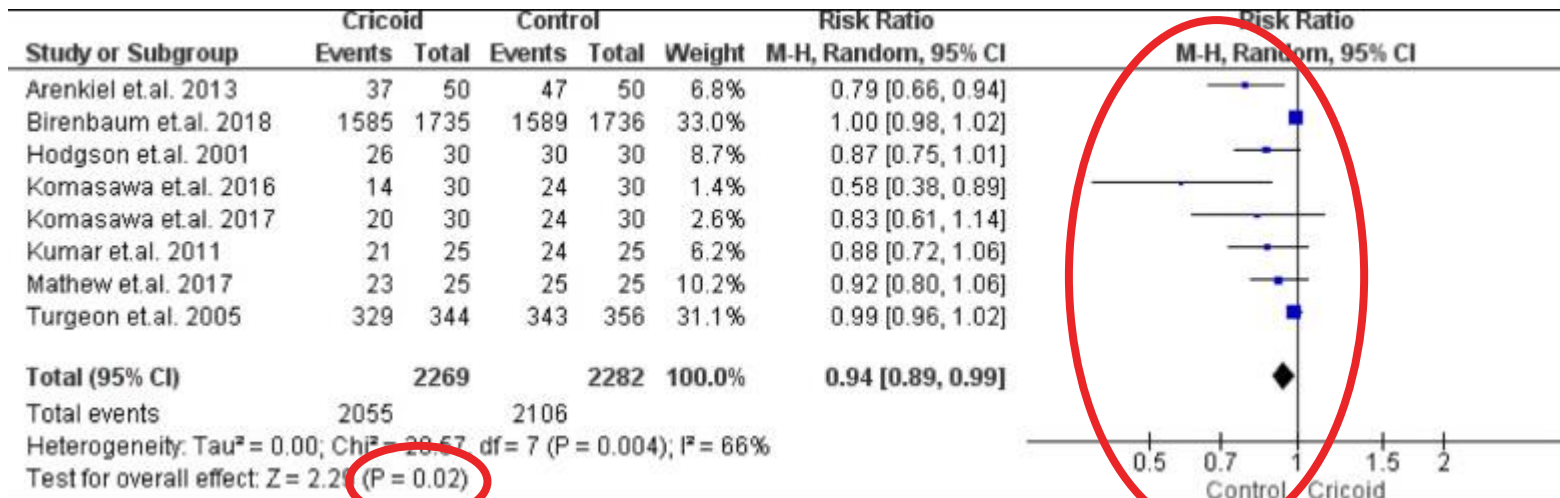 Cricoid Control Risk Ratio Risk Ratio
Study or Subgroup Events Total Events Total Weight M-H, Random, 95% CI M-H, Random, 95% CI
Arenkiel et.al. 2013 37 50 47 50 6.8% 0.79 [0.66, 0.94]
Birenbaum et.al. 2018 1585 1735 1589 1736 33.0% 1.00 [0.98, 1.02]
Hodgson et.al. 2001 26 30 30 30 8.7% 0.87 [0.75, 1.01]
Komasawa et.al. 2016 14 30 24 30 1.4% 0.58 [0.38, 0.89]
Komasawa et.al. 2017 20 30 24 30 2.6% 0.83 [0.61, 1.14]
Kumar et.al. 2011 21 25 24 25 6.2% 0.88 [0.72, 1.06]
Mathew et.al. 2017 23 25 25 25 10.2% 0.92 [0.80, 1.06]
Turgeon et.al. 2005 329 344 343 356 31.1% 0.99 [0.96, 1.02]
Total (95% CI) 2269 2282 100.0% 0.94 [0.89, 0.99]
Total events 2055 2106
Heterogeneity: Tau² = 0.00; Chi² = df = 7 (P = 0.004); I² = 66%
Test for overall effect: Z = (P = 0.02)
0.5 0.7 1 1.5 2
Control Cricoid